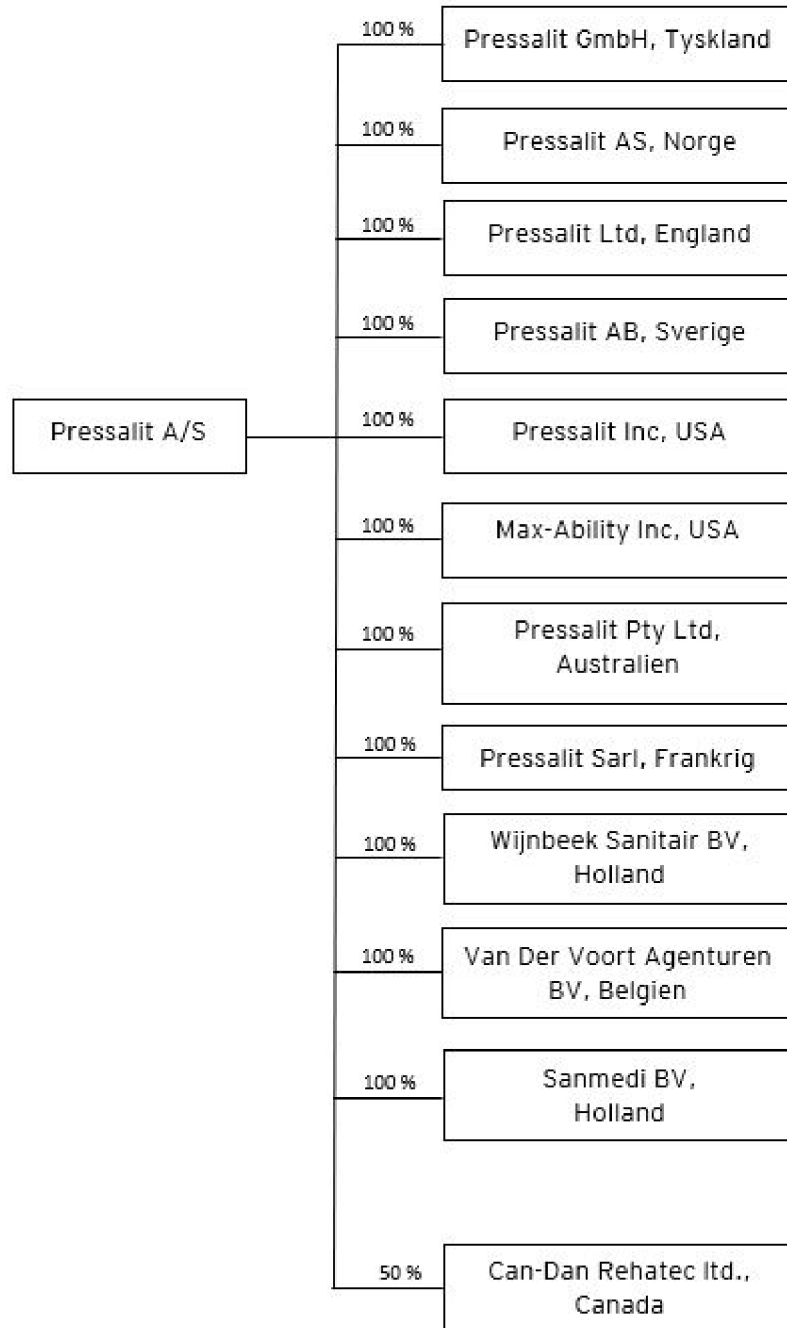 100 %
Pressalit GmbH, Tyskland
100 %
Pressalit AS, Norge
100 %
Pressalit Ltd, England
100 %
Pressalit AB, Sverige
Pressalit A/S
100 %
Pressalit Inc, USA
100 %
Max-Ability Inc, USA
100 %
Pressalit Pty Ltd,
Australien
100 %
Pressalit Sarl, Frankrig
100 %
Wijnbeek Sanitair BV,
Holland
100 %
Van Der Voort Agenturen
BV, Belgien
100 %
Sanmedi BV,
Holland
50 %
Can-Dan Rehatec ltd.,
Canada